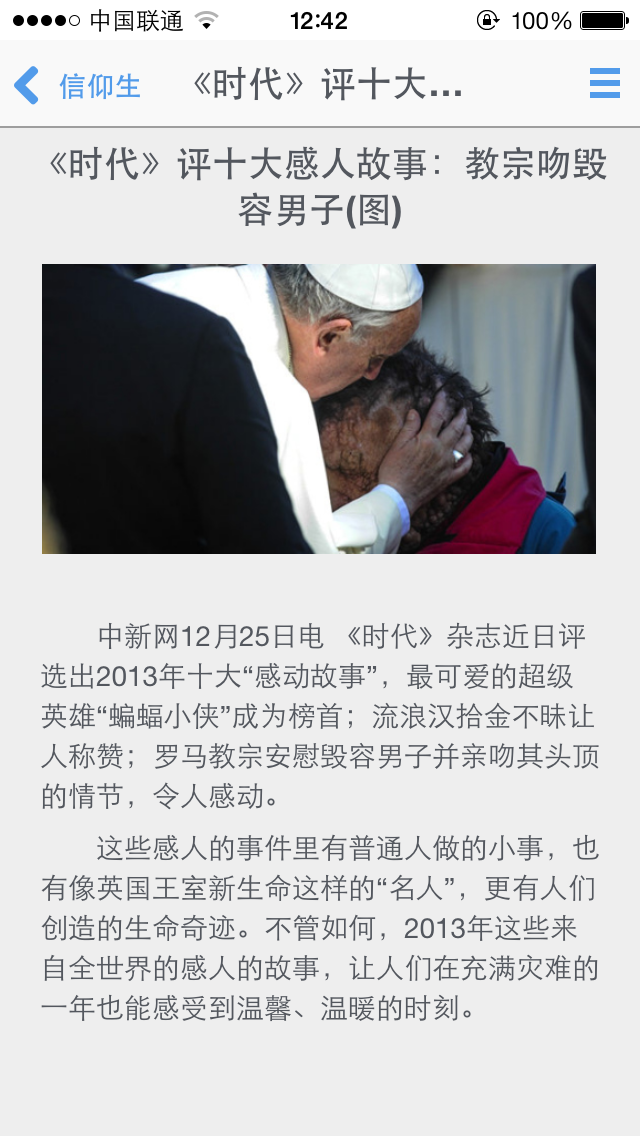 中国联通 12:42 100%
信仰生 《时代》评十大...
《时代》评十大感人故事：教宗吻毁
容男子(图)
中新网12月25日电 《时代》杂志近日评
选出2013年十大“感动故事”，最可爱的超级
英雄“蝙蝠小侠”成为榜首；流浪汉拾金不昧让
人称赞；罗马教宗安慰毁容男子并亲吻其头顶
的情节，令人感动。
这些感人的事件里有普通人做的小事，也
有像英国王室新生命这样的“名人”，更有人们
创造的生命奇迹。不管如何，2013年这些来
自全世界的感人的故事，让人们在充满灾难的
一年也能感受到温馨、温暖的时刻。